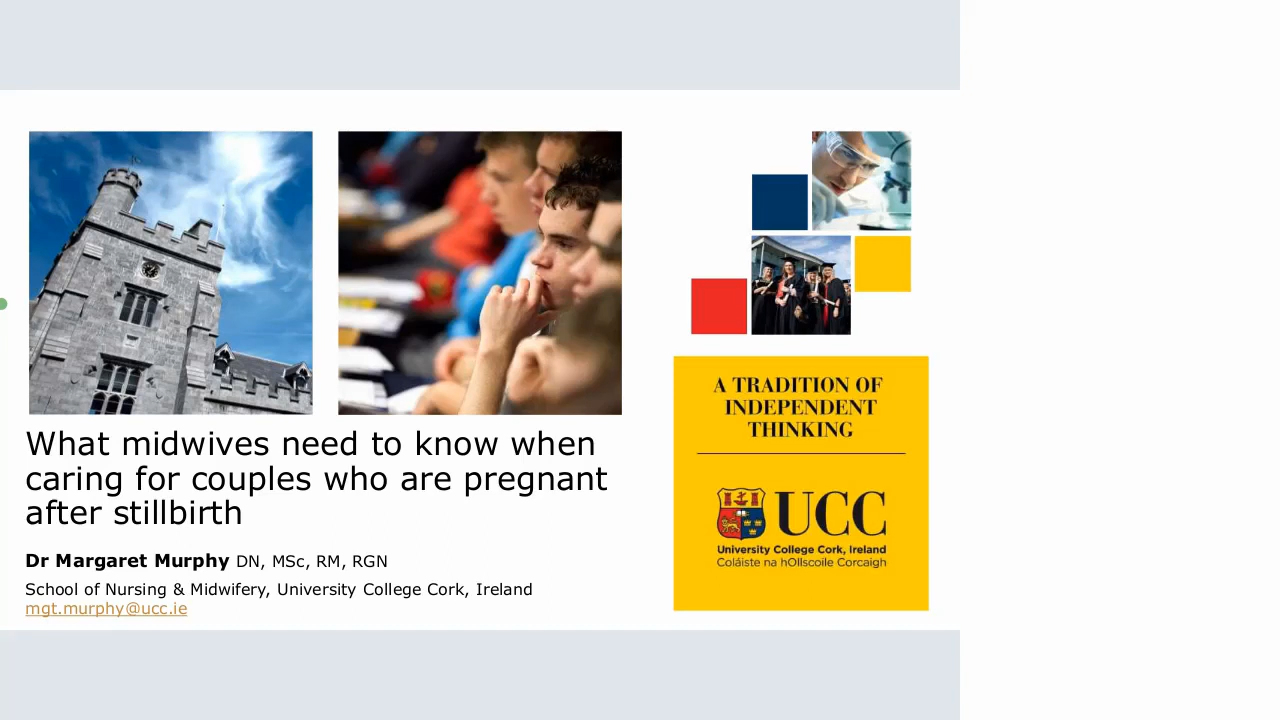 What midwives need to know when
caring for couples who are pregnant
after stillbirth
Dr Margaret Murphy DN, MSc, RM, RGN
School of Nursing & Midwifery, University College Cork, Ireland
mgt.murphy@ucc.ie
A TRADITION OF
INDEPENDENT
THINKING
UCC
University College Cork, Ireland
Coláiste na hOllscoile Corcaigh